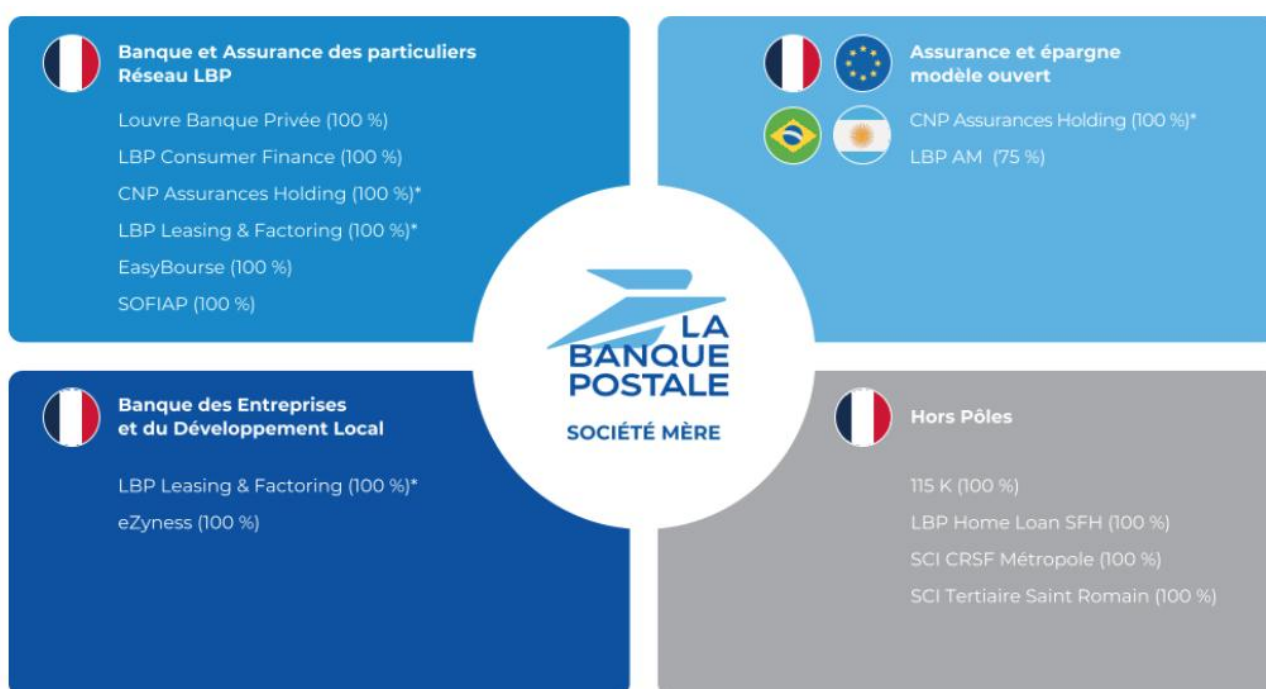 Banque et Assurance des particuliers
Réseau LBP
Louvre Banque Privée (100 %)
LBP Consumer Finance (100 %)
CNP Assurances Holding (100 %)*
LBP Leasing & Factoring (100 %)*
EasyBourse (100 %)
SOFIAP (100 %)
Assurance et épargne
modèle ouvert
CNP Assurances Holding (100 %)*
LBP AM (75 %)
LA
BANQUE
POSTALE
SOCIÉTÉ MÈRE
Banque des Entreprises
et du Développement Local
LBP Leasing & Factoring (100 %)*
eZyness (100 %)
Hors Pôles
115 K (100 %)
LBP Home Loan SFH (100 %)
SCI CRSF Métropole (100 %)
SCI Tertiaire Saint Romain (100 %)